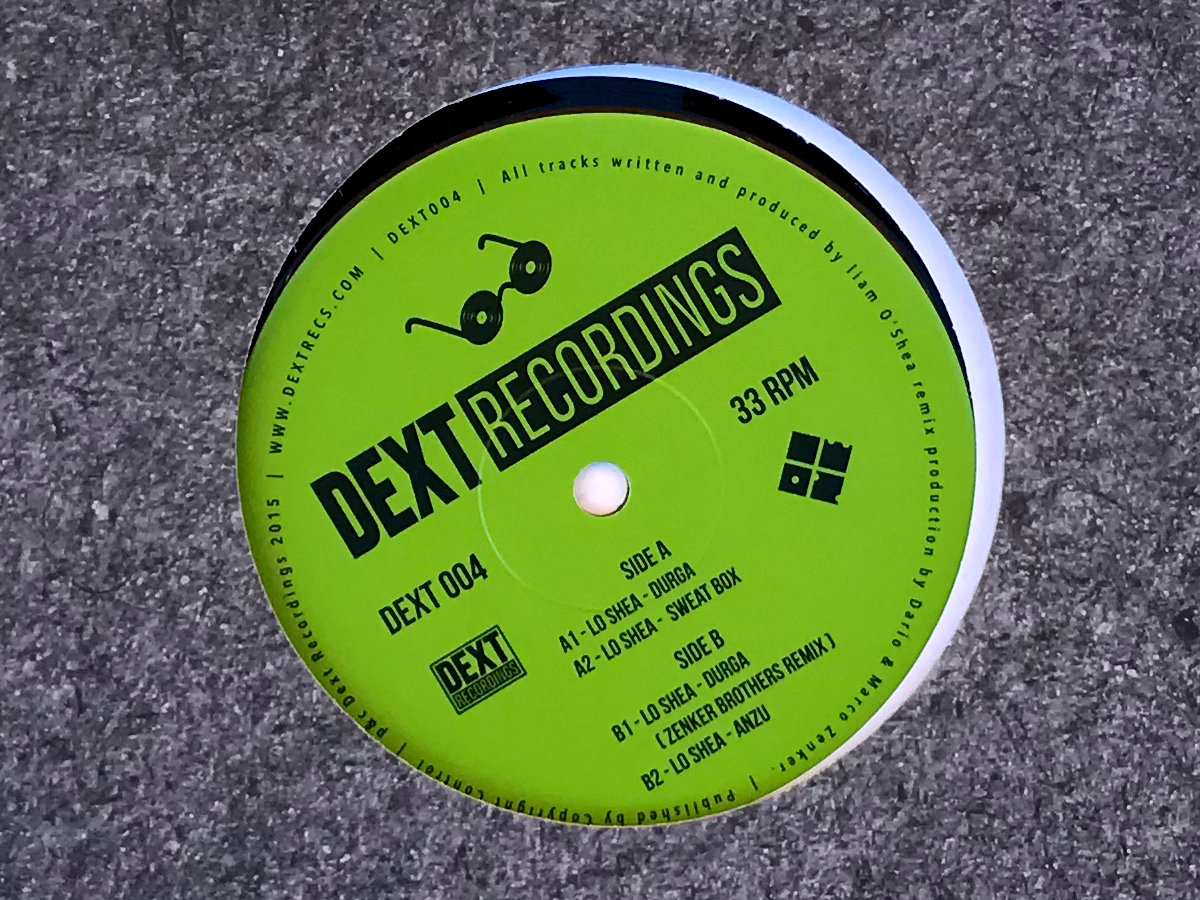 WWW.DEXTRECS.COM | DEXT004 | All tracks written and produced by liam O'Shea remix production by Dario & Marco Zenker. | Published by Copyright Control | p&c Dext Recordings 2015 |
DEXT RECORDINGS
33 RPM
DEXT 004
DEXT
RECORDINGS
SIDE A
A1 - LO SHEA - DURGA
A2 - LO SHEA - SWEAT BOX
SIDE B
B1 - LO SHEA - DURGA
( ZENKER BROTHERS REMIX )
B2 - LO SHEA - ANZU